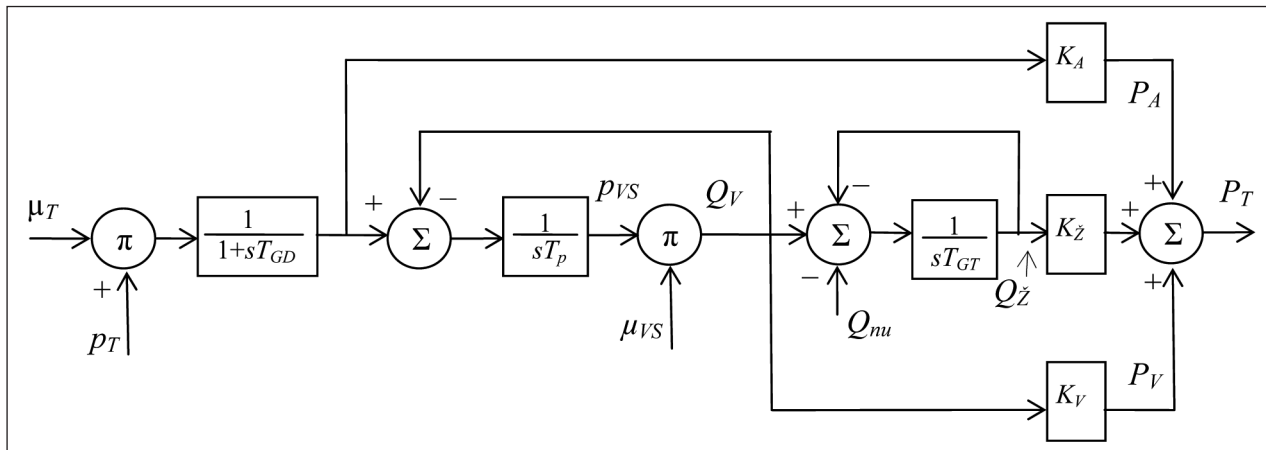 K_A
P_A
μ_T
π
1
1+sT_GD
+
−
Σ
1
sT_p
p_VS
π
Q_V
+
−
Σ
−
1
sT_GT
K_Ž
+
+
Σ
+
P_T
+
p_T
μ_VS
Q_nu
Q_Ž
K_V
P_V